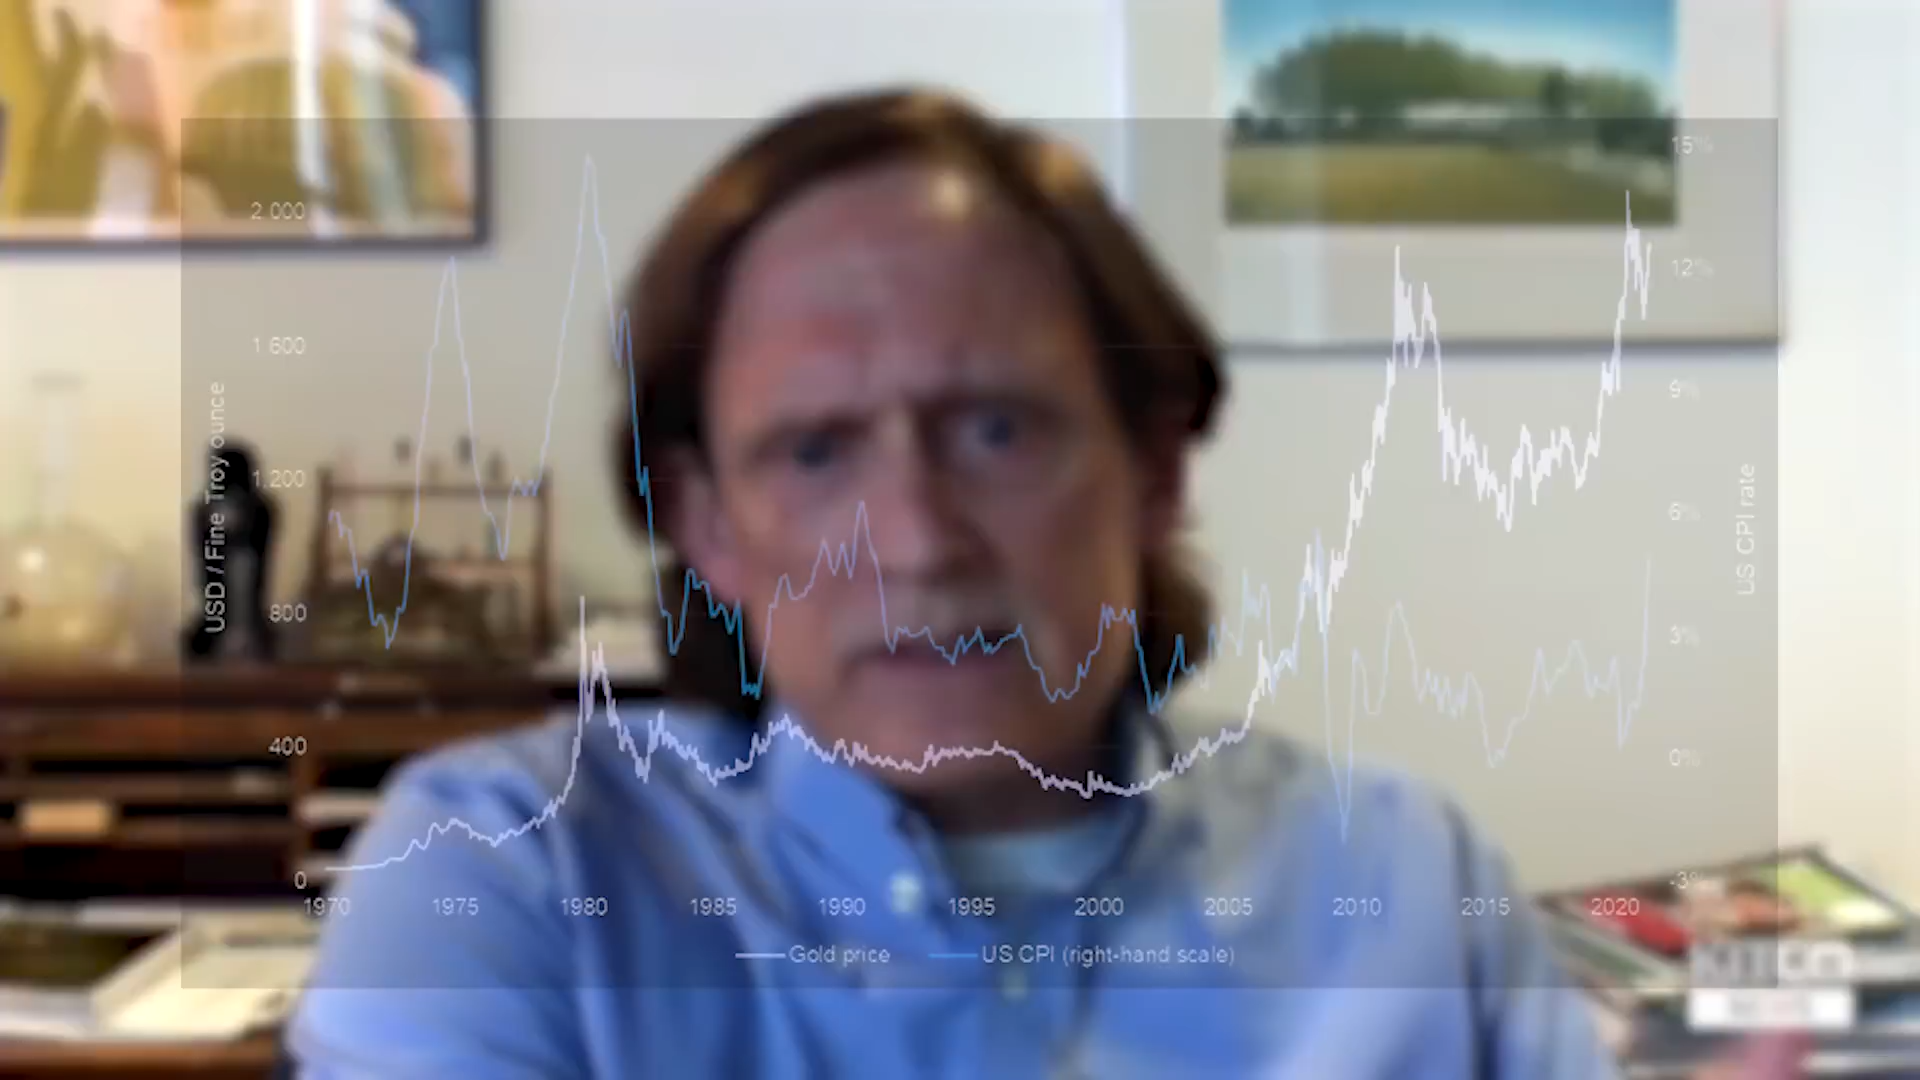 15%
2 000
12%
1 600
9%
1,200
6%
800
3%
400
0%
0
-3%
USD / Fine Troy ounce
US CPI rate
1970 1975 1980 1985 1990 1995 2000 2005 2010 2015 2020
Gold price US CPI (right-hand scale)
KITCO
NEWS